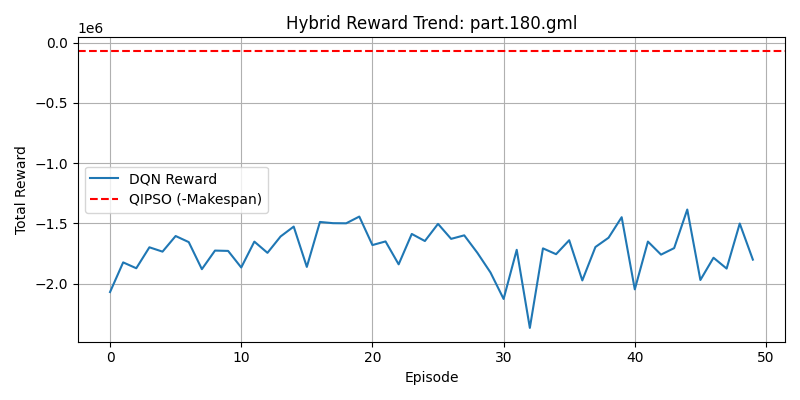 Hybrid Reward Trend: part.180.gml
1e6
0.0
−0.5
−1.0
−1.5
−2.0
Total Reward
DQN Reward
QIPSO (-Makespan)
0 10 20 30 40 50
Episode